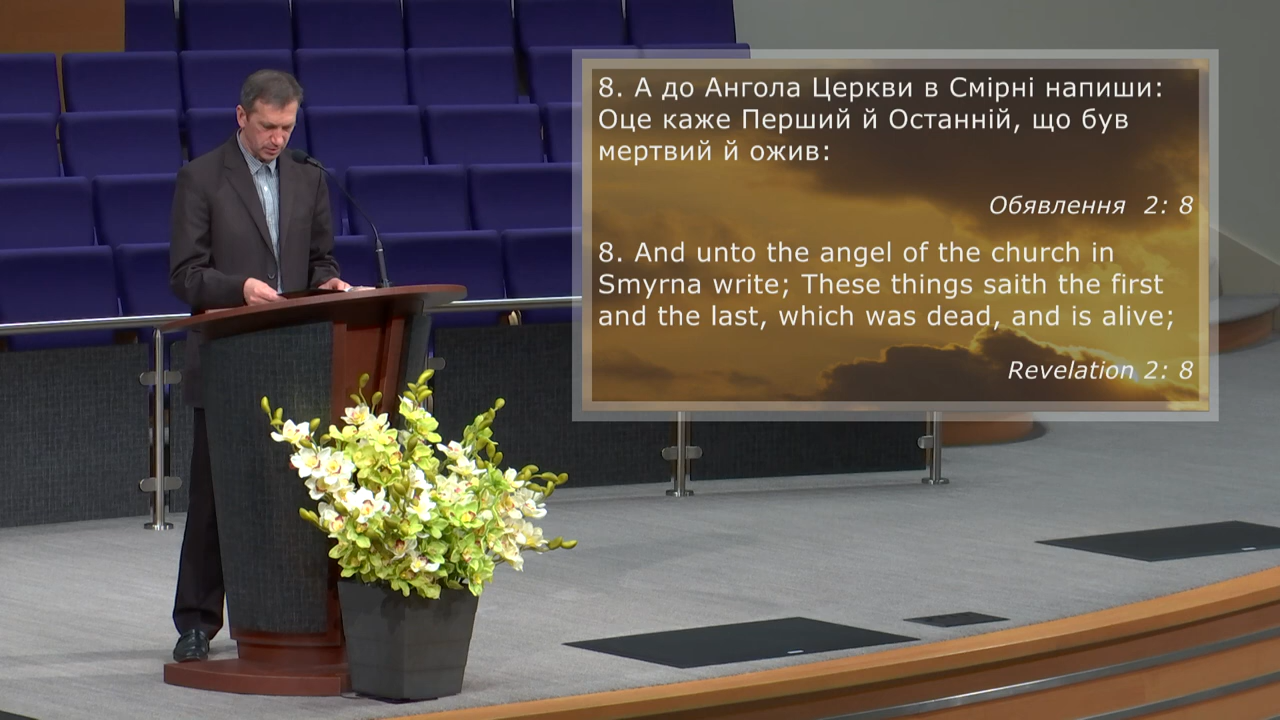 8. А до Ангола Церкви в Смірні напиши:
Оце каже Перший й Останній, що був
мертвий й ожив:
Обявлення 2: 8
8. And unto the angel of the church in
Smyrna write; These things saith the first
and the last, which was dead, and is alive;
Revelation 2: 8